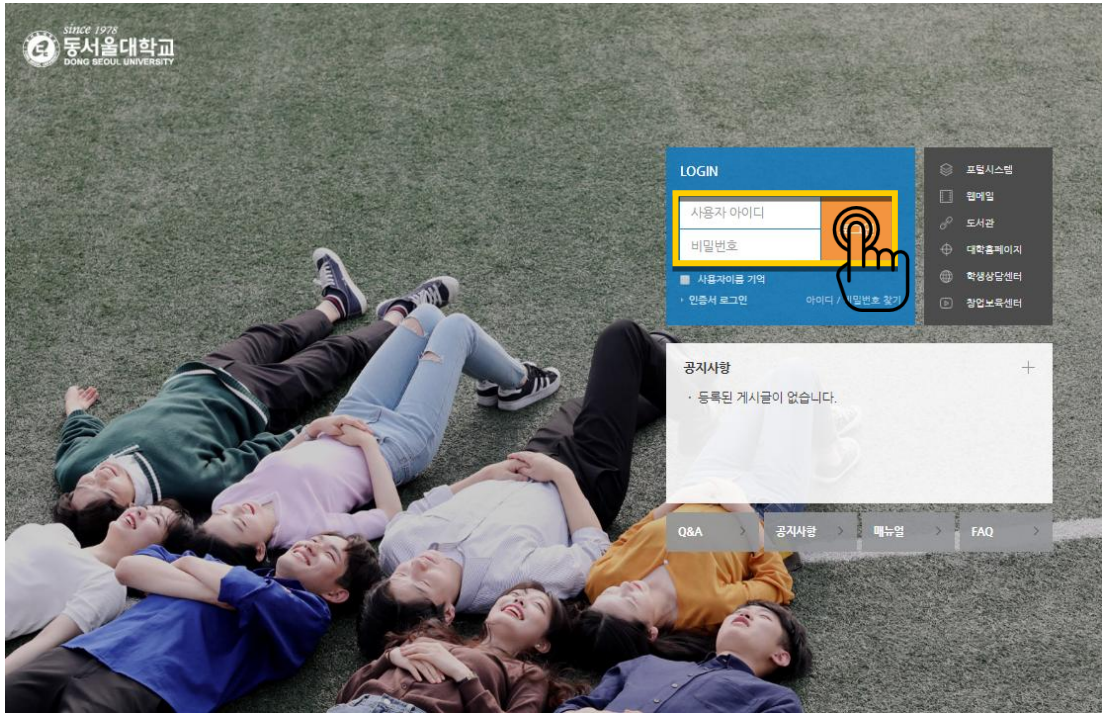 since 1978
동서울대학교
DONG SEOUL UNIVERSITY
LOGIN
사용자 아이디
비밀번호
사용자이름 기억
인증서 로그인
아이디 / 비밀번호 찾기
포털시스템
웹메일
도서관
대학홈페이지
학생상담센터
창업보육센터
공지사항
· 등록된 게시글이 없습니다.
Q&A
공지사항
메뉴얼
FAQ